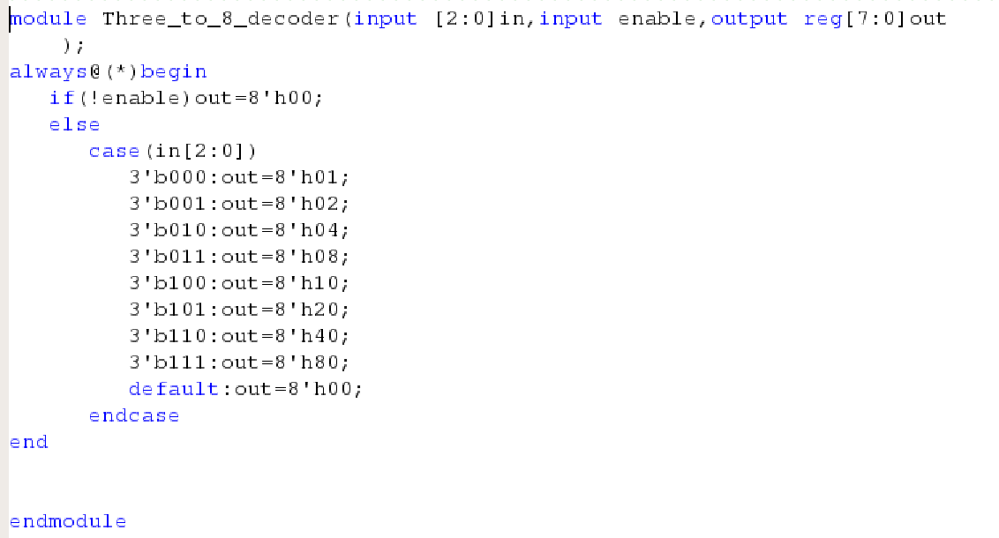 module Three_to_8_decoder(input [2:0]in,input enable,output reg[7:0]out
    );
always@(*)begin
   if(!enable)out=8'h00;
   else
      case(in[2:0])
         3'b000:out=8'h01;
         3'b001:out=8'h02;
         3'b010:out=8'h04;
         3'b011:out=8'h08;
         3'b100:out=8'h10;
         3'b101:out=8'h20;
         3'b110:out=8'h40;
         3'b111:out=8'h80;
         default:out=8'h00;
      endcase
end
endmodule